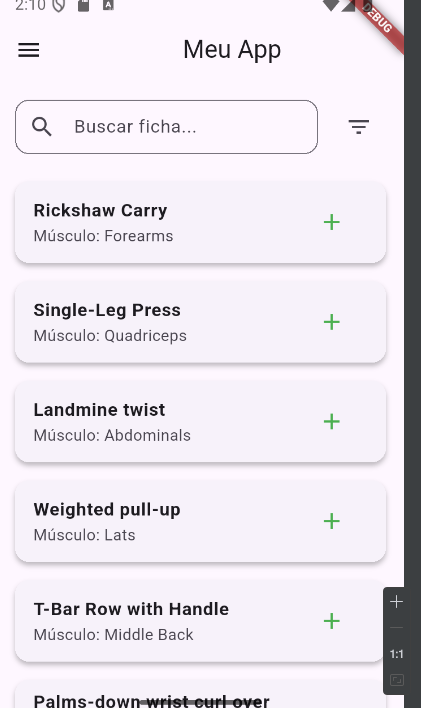 2:10
DEBUG
Meu App
Buscar ficha...
Rickshaw Carry
Músculo: Forearms
Single-Leg Press
Músculo: Quadriceps
Landmine twist
Músculo: Abdominals
Weighted pull-up
Músculo: Lats
T-Bar Row with Handle
Músculo: Middle Back
1:1
Palms-down wrist curl over